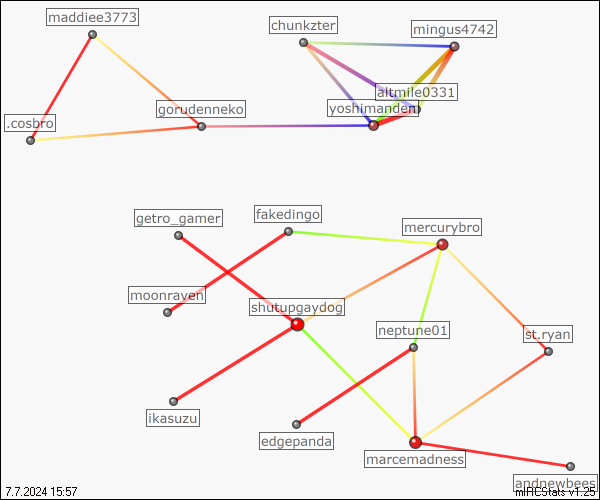 maddiee3773
chunkzter
mingus4742
altmile0331
gorudenneko
yoshimandem
.cosbro
getro_gamer
fakedingo
mercurybro
moonraven
shutupgaydog
neptune01
st.ryan
ikasuzu
edgepanda
marcemadness
andnewbees
7.7.2024 15:57
mIRCStats v1.25